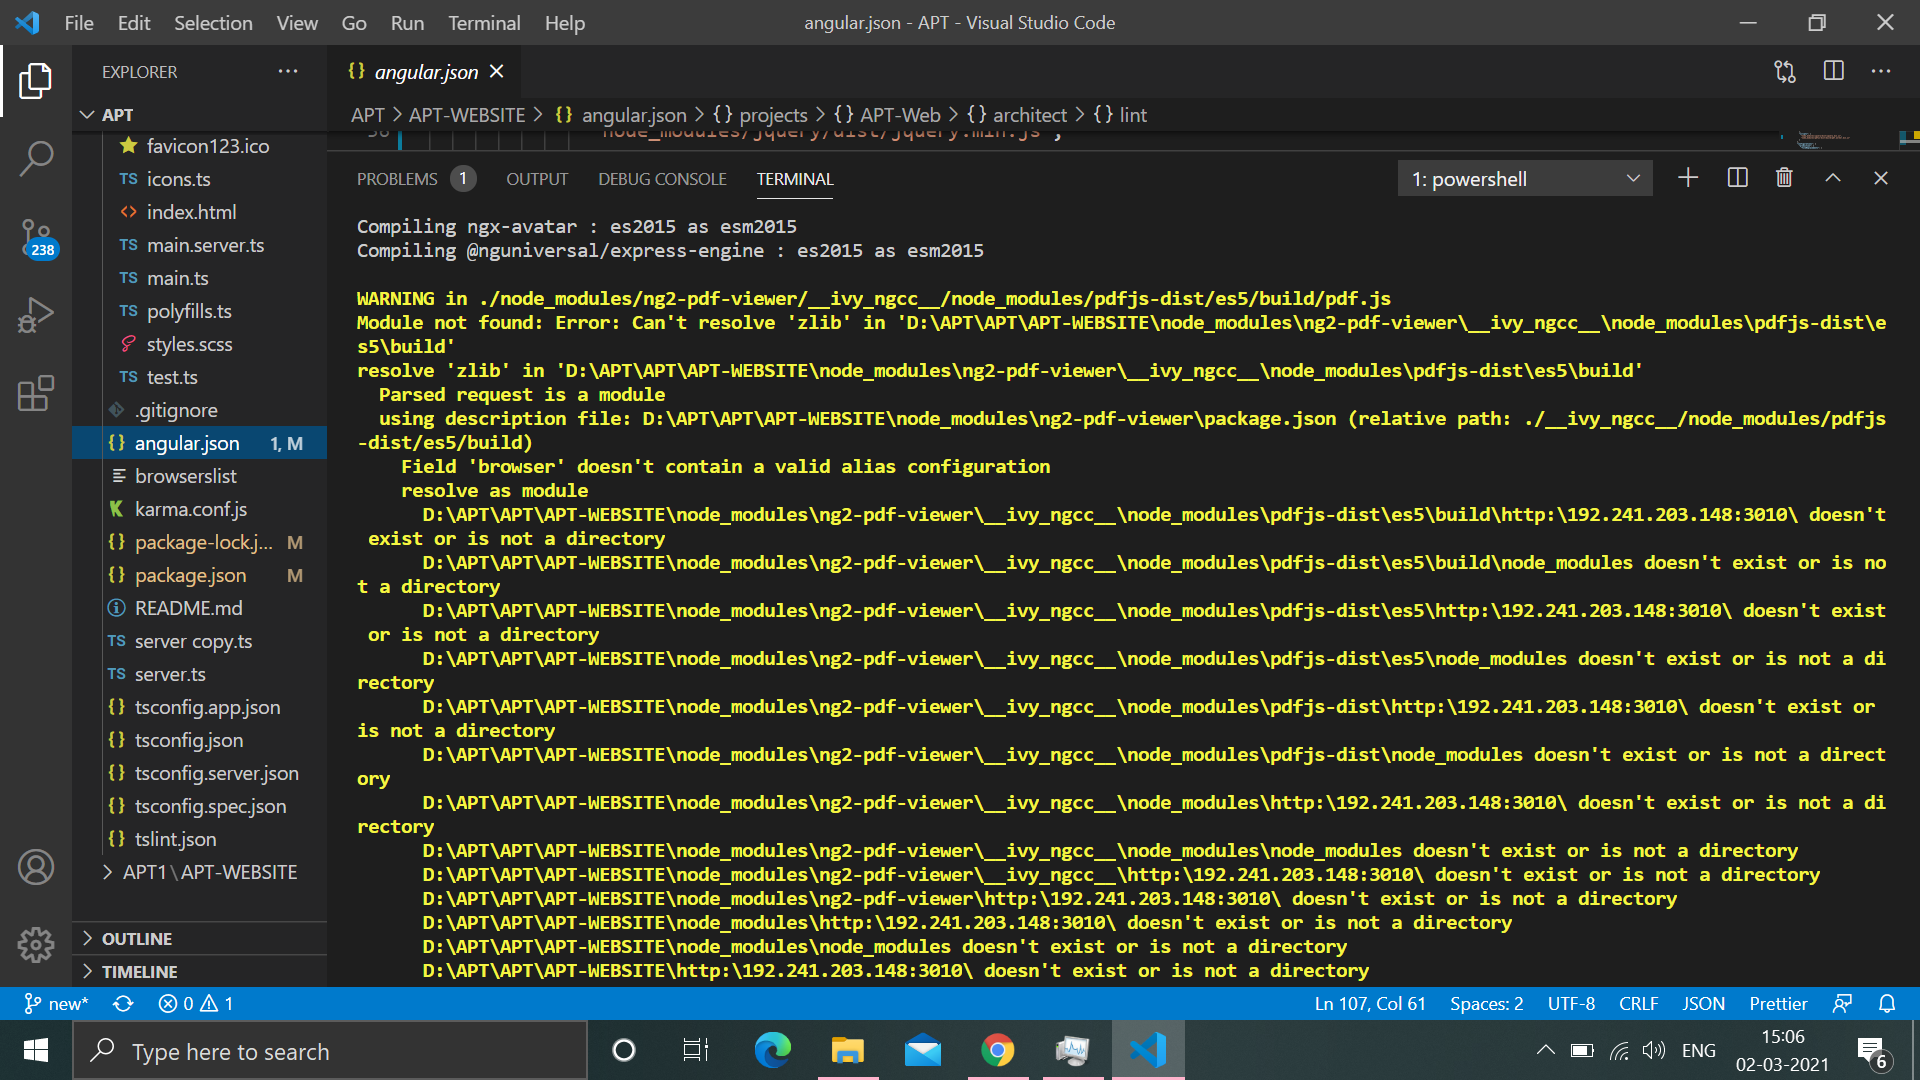 File Edit Selection View Go Run Terminal Help
angular.json - APT - Visual Studio Code
EXPLORER
angular.json
APT
APT > APT-WEBSITE > {} angular.json > {} projects > {} APT-Web > {} architect > {} lint
"node_modules/jquery/dist/jquery.min.js",
favicon123.ico
TS icons.ts
<> index.html
TS main.server.ts
TS main.ts
TS polyfills.ts
styles.scss
TS test.ts
.gitignore
{} angular.json 1, M
browserslist
karma.conf.js
{} package-lock.j... M
{} package.json M
README.md
TS server copy.ts
TS server.ts
{} tsconfig.app.json
{} tsconfig.json
{} tsconfig.server.json
{} tsconfig.spec.json
{} tslint.json
> APT1\APT-WEBSITE
> OUTLINE
> TIMELINE
238
PROBLEMS 1 OUTPUT DEBUG CONSOLE TERMINAL
1: powershell
Compiling ngx-avatar : es2015 as esm2015
Compiling @nguniversal/express-engine : es2015 as esm2015
WARNING in ./node_modules/ng2-pdf-viewer/__ivy_ngcc__/node_modules/pdfjs-dist/es5/build/pdf.js
Module not found: Error: Can't resolve 'zlib' in 'D:\APT\APT\APT-WEBSITE\node_modules\ng2-pdf-viewer\__ivy_ngcc__\node_modules\pdfjs-dist\e
s5\build'
resolve 'zlib' in 'D:\APT\APT\APT-WEBSITE\node_modules\ng2-pdf-viewer\__ivy_ngcc__\node_modules\pdfjs-dist\es5\build'
Parsed request is a module
using description file: D:\APT\APT\APT-WEBSITE\node_modules\ng2-pdf-viewer\package.json (relative path: ./__ivy_ngcc__/node_modules/pdfjs
-dist/es5/build)
Field 'browser' doesn't contain a valid alias configuration
resolve as module
D:\APT\APT\APT-WEBSITE\node_modules\ng2-pdf-viewer\__ivy_ngcc__\node_modules\pdfjs-dist\es5\build\http:\192.241.203.148:3010\ doesn't
exist or is not a directory
D:\APT\APT\APT-WEBSITE\node_modules\ng2-pdf-viewer\__ivy_ngcc__\node_modules\pdfjs-dist\es5\build\node_modules doesn't exist or is no
t a directory
D:\APT\APT\APT-WEBSITE\node_modules\ng2-pdf-viewer\__ivy_ngcc__\node_modules\pdfjs-dist\es5\http:\192.241.203.148:3010\ doesn't exist
or is not a directory
D:\APT\APT\APT-WEBSITE\node_modules\ng2-pdf-viewer\__ivy_ngcc__\node_modules\pdfjs-dist\es5\node_modules doesn't exist or is not a di
rectory
D:\APT\APT\APT-WEBSITE\node_modules\ng2-pdf-viewer\__ivy_ngcc__\node_modules\pdfjs-dist\http:\192.241.203.148:3010\ doesn't exist or
is not a directory
D:\APT\APT\APT-WEBSITE\node_modules\ng2-pdf-viewer\__ivy_ngcc__\node_modules\pdfjs-dist\node_modules doesn't exist or is not a direct
ory
D:\APT\APT\APT-WEBSITE\node_modules\ng2-pdf-viewer\__ivy_ngcc__\node_modules\http:\192.241.203.148:3010\ doesn't exist or is not a di
rectory
D:\APT\APT\APT-WEBSITE\node_modules\ng2-pdf-viewer\__ivy_ngcc__\node_modules\node_modules doesn't exist or is not a directory
D:\APT\APT\APT-WEBSITE\node_modules\ng2-pdf-viewer\__ivy_ngcc__\http:\192.241.203.148:3010\ doesn't exist or is not a directory
D:\APT\APT\APT-WEBSITE\node_modules\ng2-pdf-viewer\http:\192.241.203.148:3010\ doesn't exist or is not a directory
D:\APT\APT\APT-WEBSITE\node_modules\http:\192.241.203.148:3010\ doesn't exist or is not a directory
D:\APT\APT\APT-WEBSITE\node_modules\node_modules doesn't exist or is not a directory
D:\APT\APT\APT-WEBSITE\http:\192.241.203.148:3010\ doesn't exist or is not a directory
new* 0 1
Ln 107, Col 61 Spaces: 2 UTF-8 CRLF JSON Prettier
Type here to search
ENG
15:06
02-03-2021
6